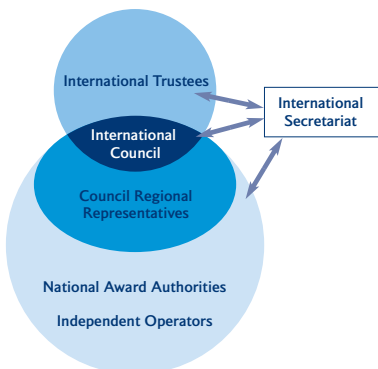 International Trustees
International
Secretariat
International
Council
Council Regional
Representatives
National Award Authorities
Independent Operators